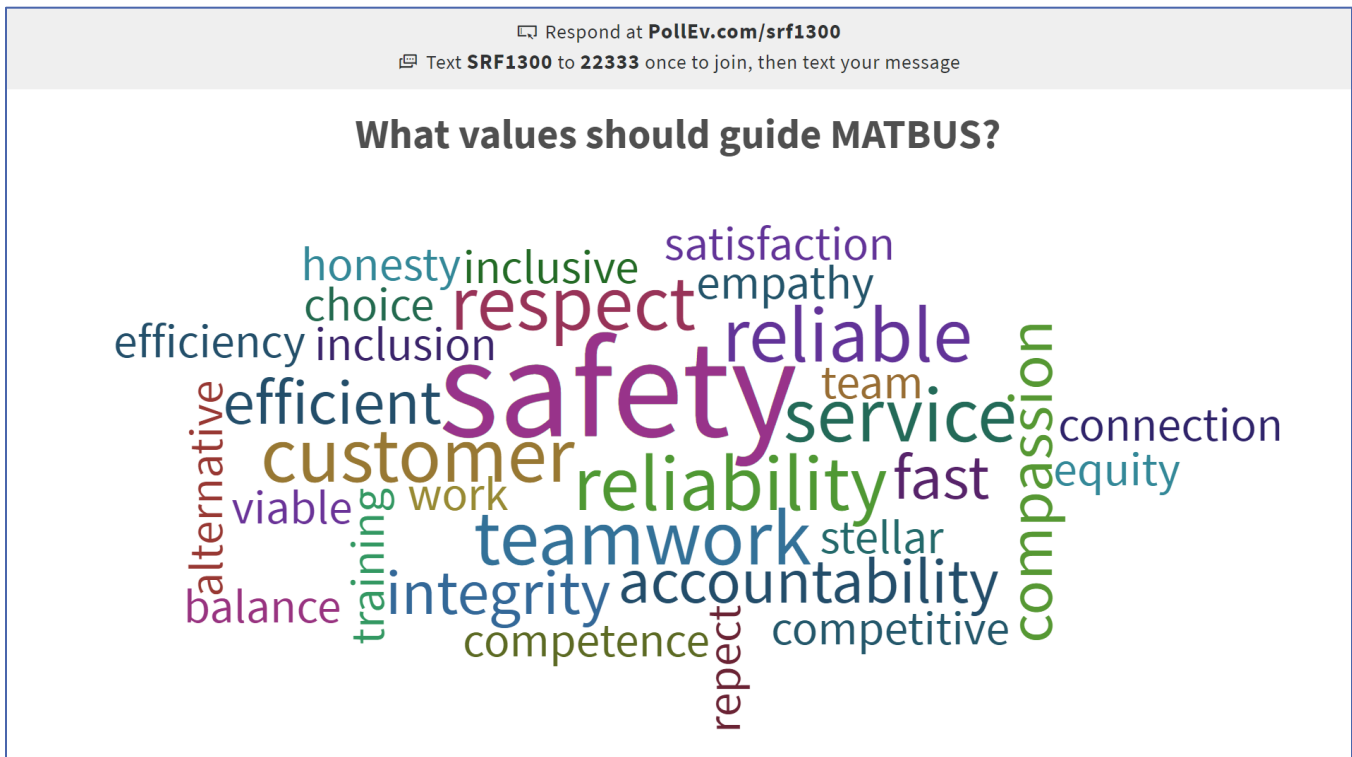 Respond at PollEv.com/srf1300
Text SRF1300 to 22333 once to join, then text your message
What values should guide MATBUS?
satisfaction
honesty
inclusive
empathy
choice
respect
reliable
efficiency
inclusion
safety
team
compassion
alternative
efficient
service
connection
customer
reliability
fast
equity
viable
work
training
teamwork
stellar
balance
integrity
accountability
competence
repect
competitive